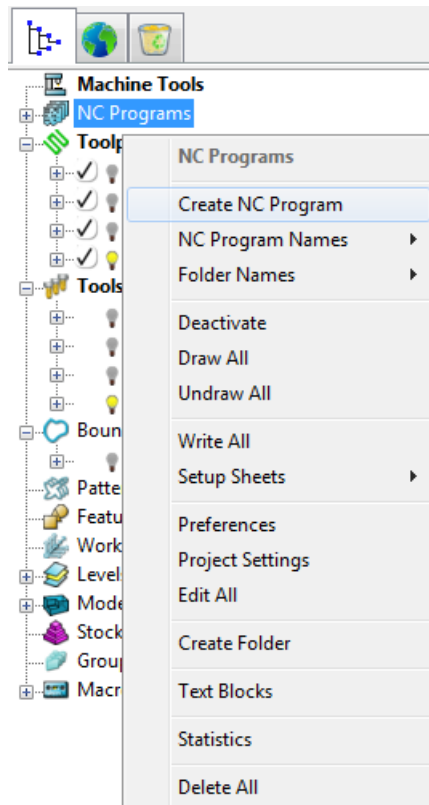 Machine Tools
NC Programs
Toolp
Tools
Boun
Patte
Featu
Work
Level
Mode
Stock
Grou
Macr
NC Programs
Create NC Program
NC Program Names
Folder Names
Deactivate
Draw All
Undraw All
Write All
Setup Sheets
Preferences
Project Settings
Edit All
Create Folder
Text Blocks
Statistics
Delete All